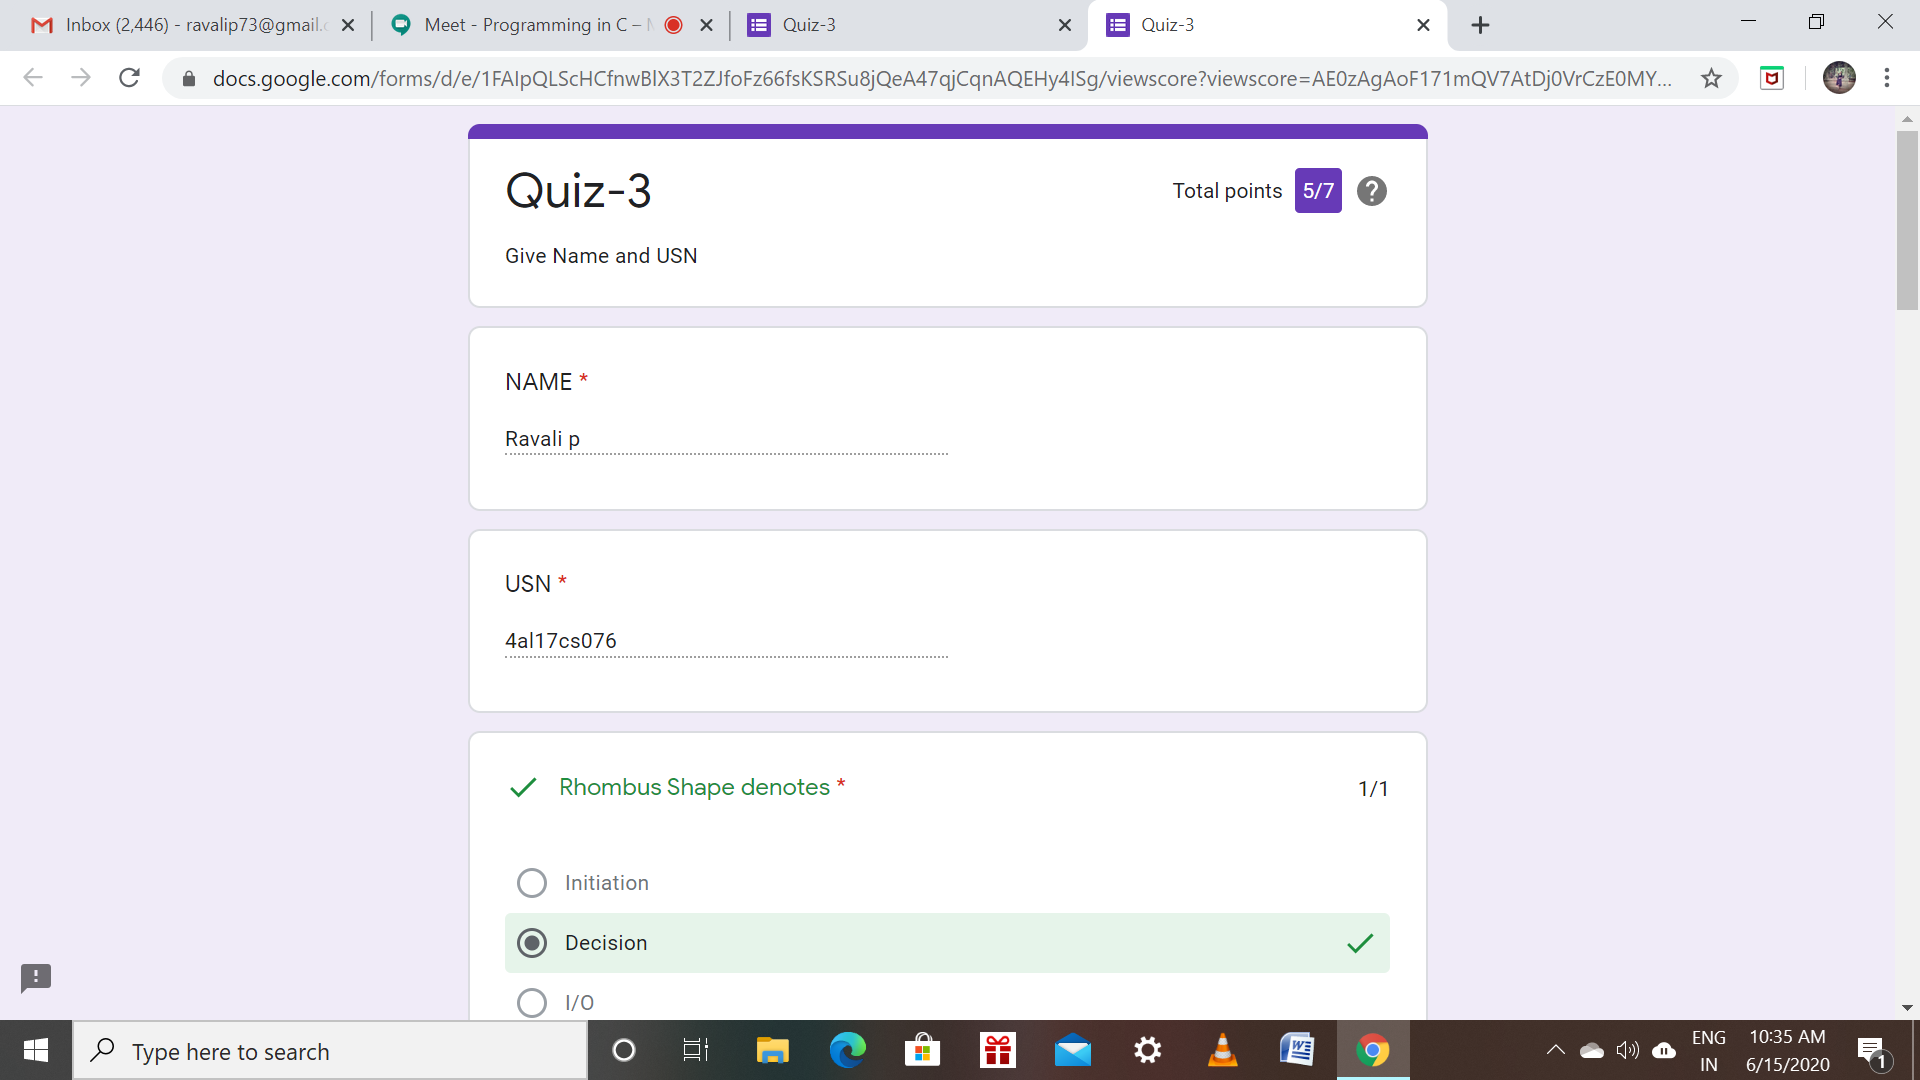 Inbox (2,446) - ravalip73@gmail.
Meet - Programming in C –
Quiz-3
Quiz-3
docs.google.com/forms/d/e/1FAIpQLScHCfnwBlX3T2ZJfoFz66fsKSRSu8jQeA47qjCqnAQEHy4ISg/viewscore?viewscore=AE0zAgAoF171mQV7AtDj0VrCzE0MY...
Quiz-3
Total points 5/7
Give Name and USN
NAME *
Ravali p
USN *
4al17cs076
Rhombus Shape denotes * 1/1
Initiation
Decision
I/O
Type here to search
ENG
IN
10:35 AM
6/15/2020
1